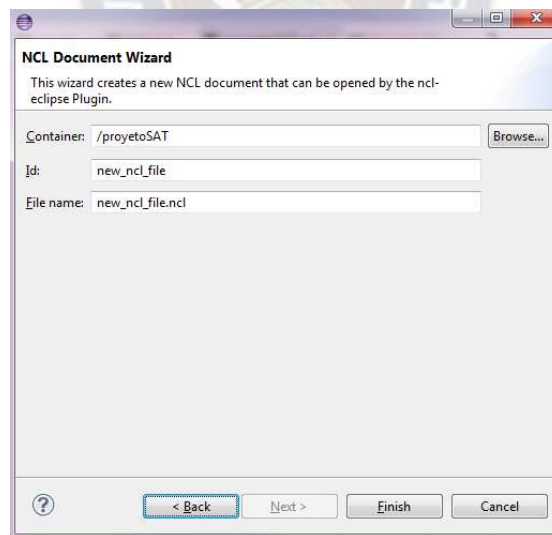 NCL Document Wizard
This wizard creates a new NCL document that can be opened by the ncl-
eclipse Plugin.
Container: /proyetoSAT Browse...
Id: new_ncl_file
File name: new_ncl_file.ncl
< Back Next > Finish Cancel